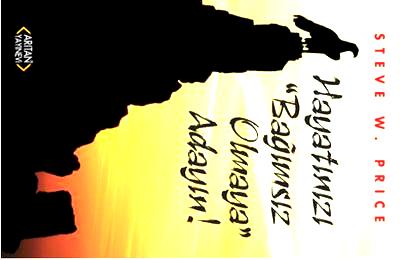 STEVE W. PRICE
Hayatınızı
"Bağımsız
Olmaya"
Adayın!
ARITAN
YAYINEVİ